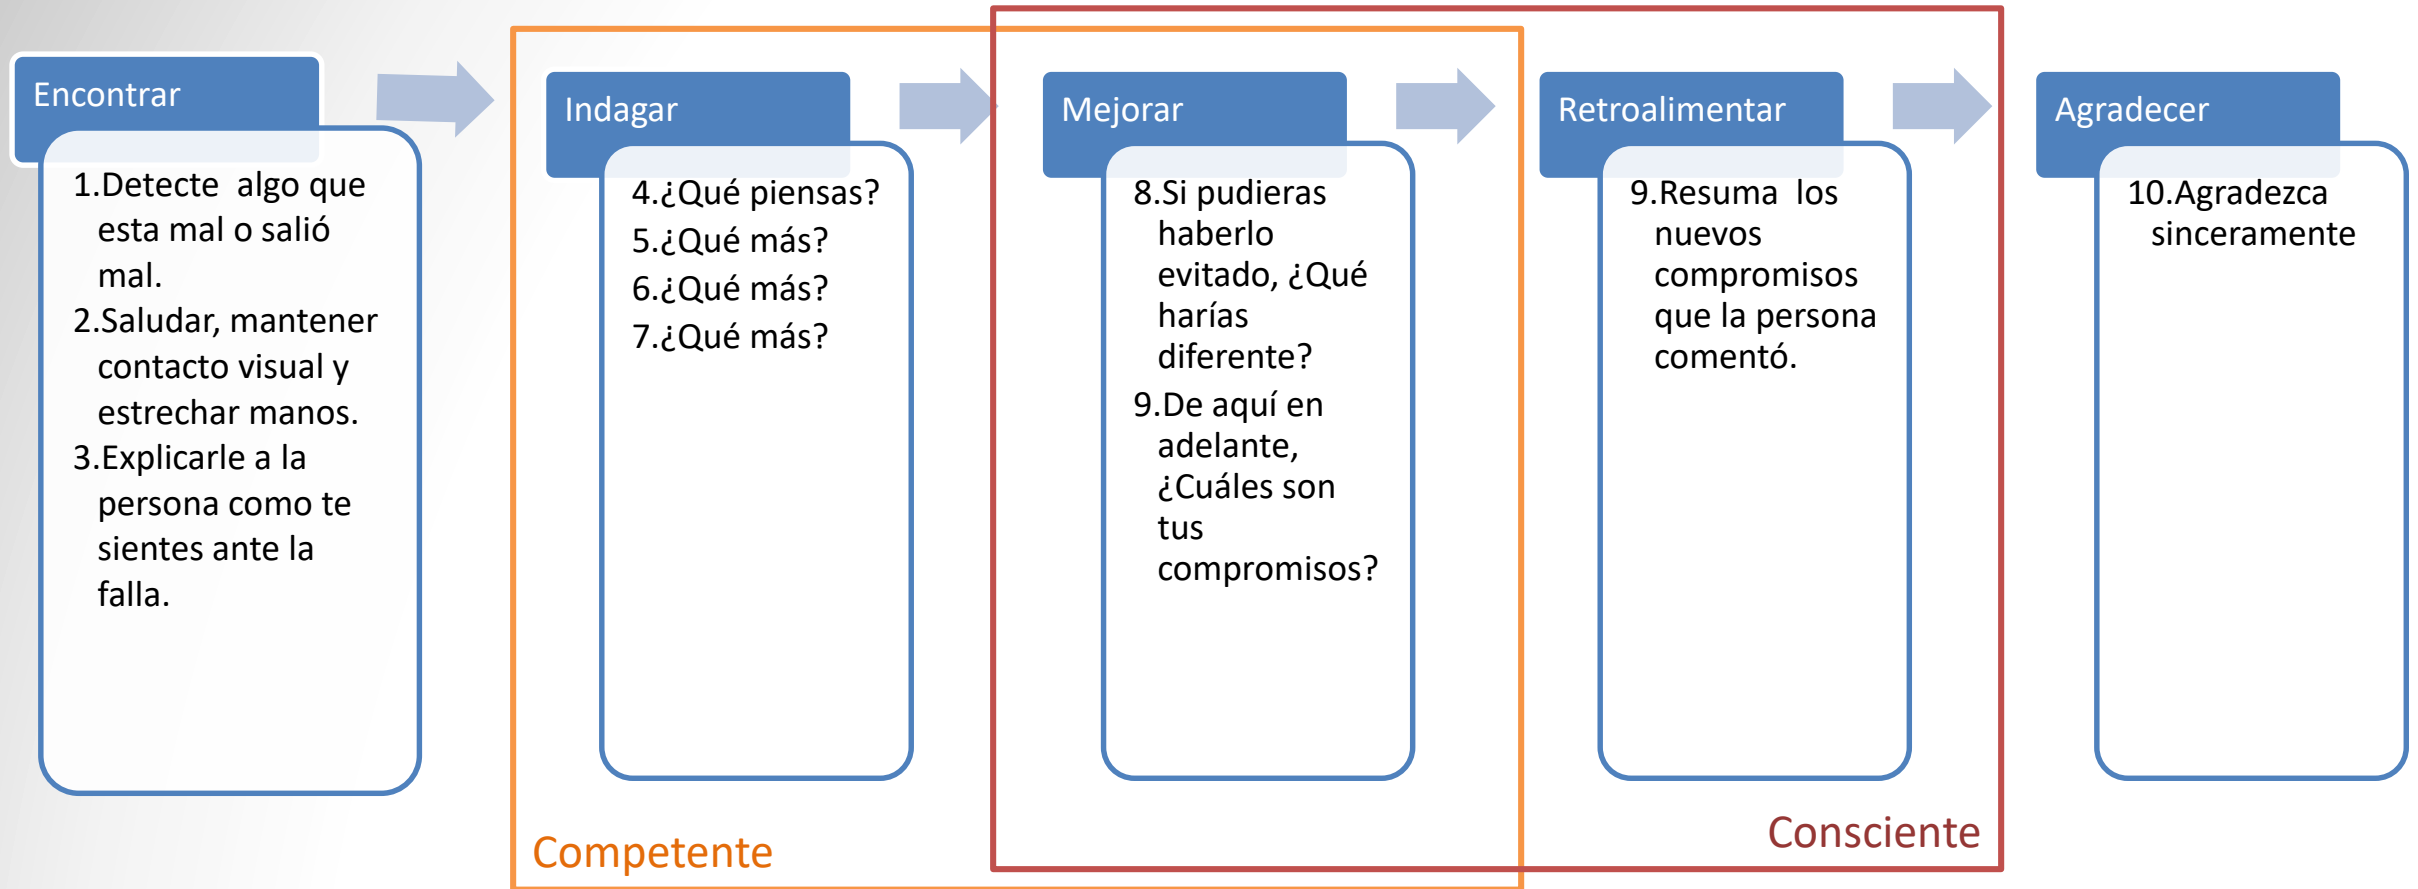 Encontrar
1.Detecte  algo que
esta mal o salió
mal.
2.Saludar, mantener
contacto visual y
estrechar manos.
3.Explicarle a la
persona como te
sientes ante la
falla.
Indagar
4.¿Qué piensas?
5.¿Qué más?
6.¿Qué más?
7.¿Qué más?
Mejorar
8.Si pudieras
haberlo
evitado, ¿Qué
harías
diferente?
9.De aquí en
adelante,
¿Cuáles son
tus
compromisos?
Retroalimentar
9.Resuma  los
nuevos
compromisos
que la persona
comentó.
Agradecer
10.Agradezca
sinceramente
Competente
Consciente